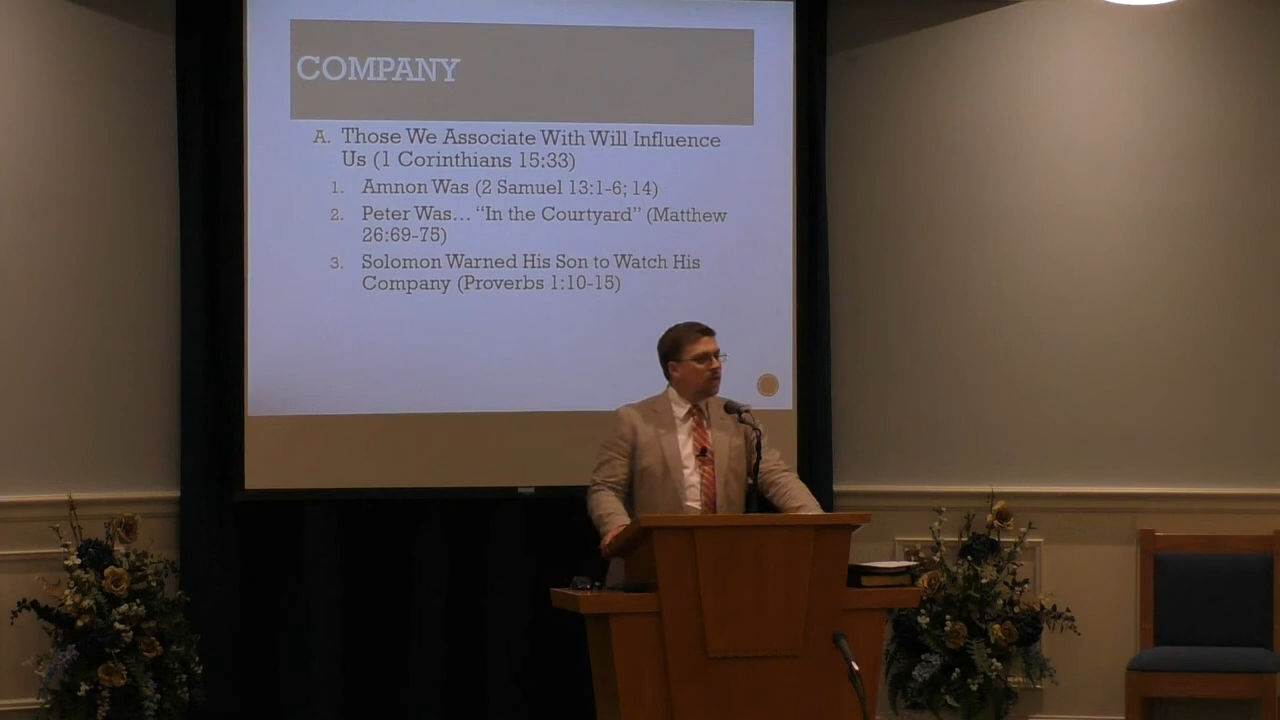 COMPANY
A. Those We Associate With Will Influence
Us (1 Corinthians 15:33)
1. Amnon Was (2 Samuel 13:1-6; 14)
2. Peter Was... “In the Courtyard” (Matthew
26:69-75)
3. Solomon Warned His Son to Watch His
Company (Proverbs 1:10-15)